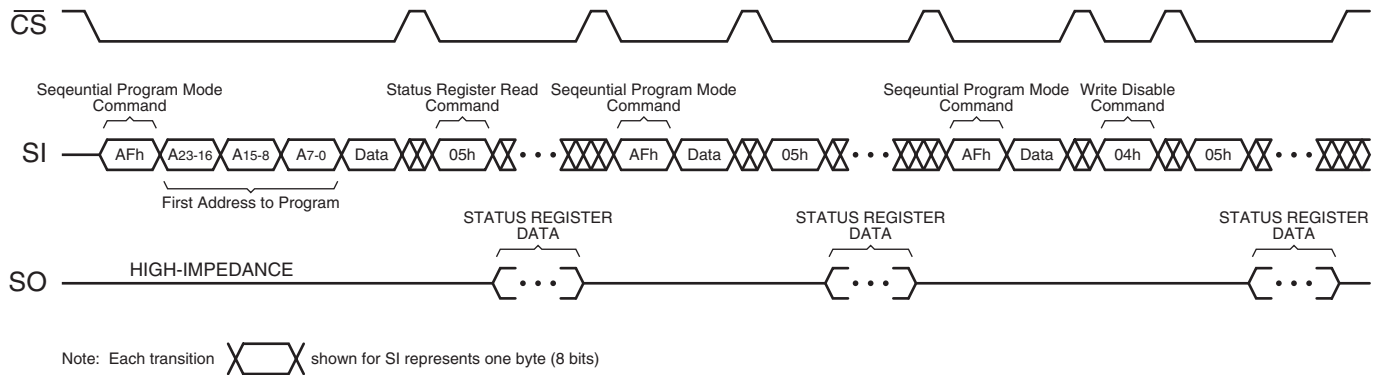 CS
Seqeuntial Program Mode
Command
Status Register Read
Command
Seqeuntial Program Mode
Command
Seqeuntial Program Mode
Command
Write Disable
Command
SI
AFh A23-16 A15-8 A7-0 Data 05h AFh Data 05h AFh Data 04h 05h
First Address to Program
STATUS REGISTER
DATA
STATUS REGISTER
DATA
STATUS REGISTER
DATA
SO
HIGH-IMPEDANCE
Note: Each transition shown for SI represents one byte (8 bits)